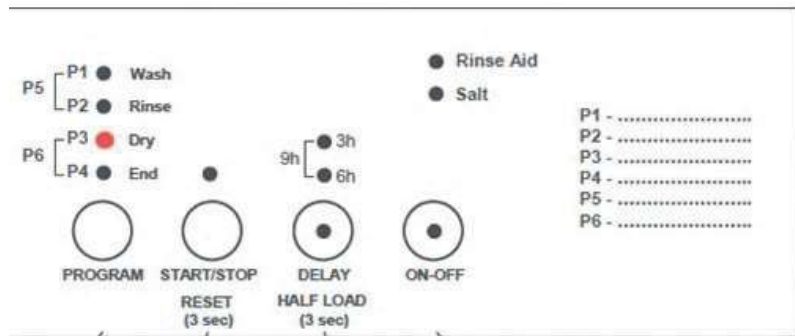 P5
P1 Wash
P2 Rinse
P6
P3 Dry
P4 End
9h
3h
6h
Rinse Aid
Salt
PROGRAM START/STOP DELAY ON-OFF
RESET HALF LOAD
(3 sec) (3 sec)
P1 - ........................
P2 - ........................
P3 - ........................
P4 - ........................
P5 - ........................
P6 - ........................